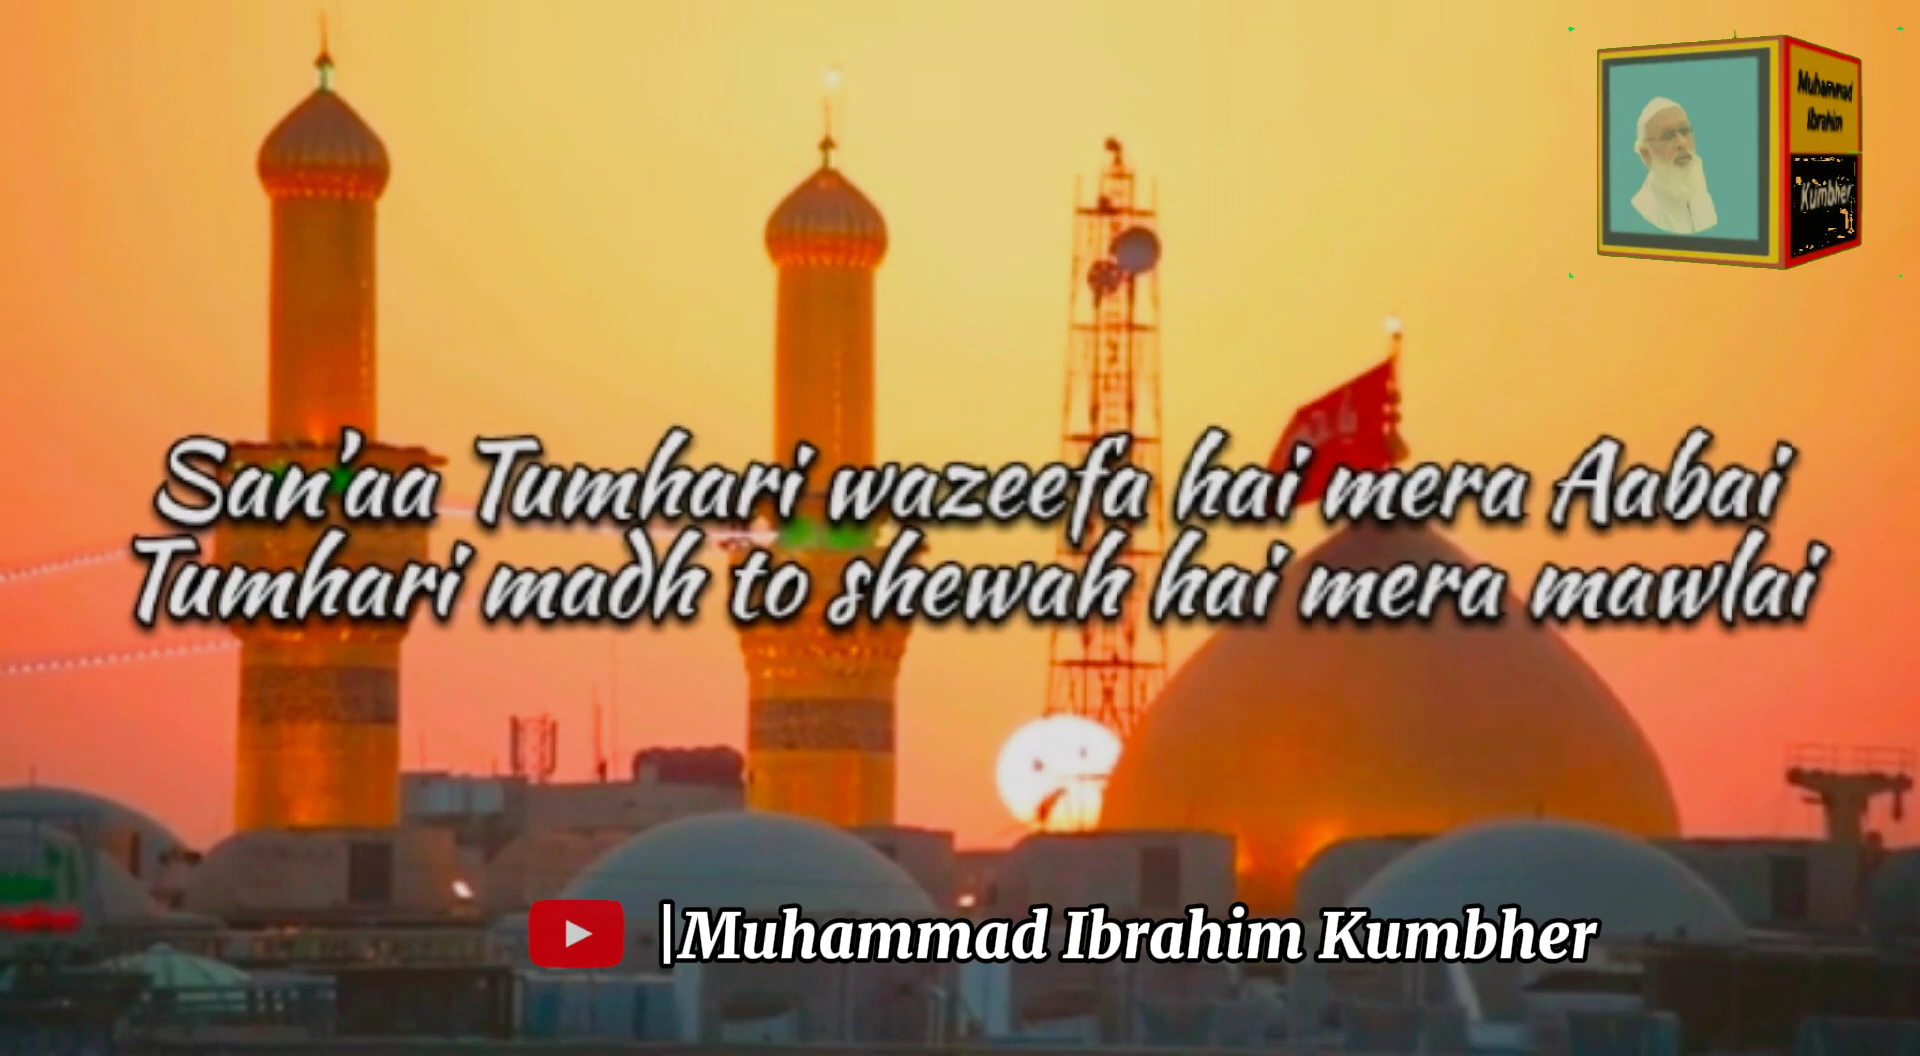 Muhammad
Ibrahim
Kumbher
San'aa Tumhari wazeefa hai mera Aabai
Tumhari madh to shewah hai mera mawlai
|Muhammad Ibrahim Kumbher